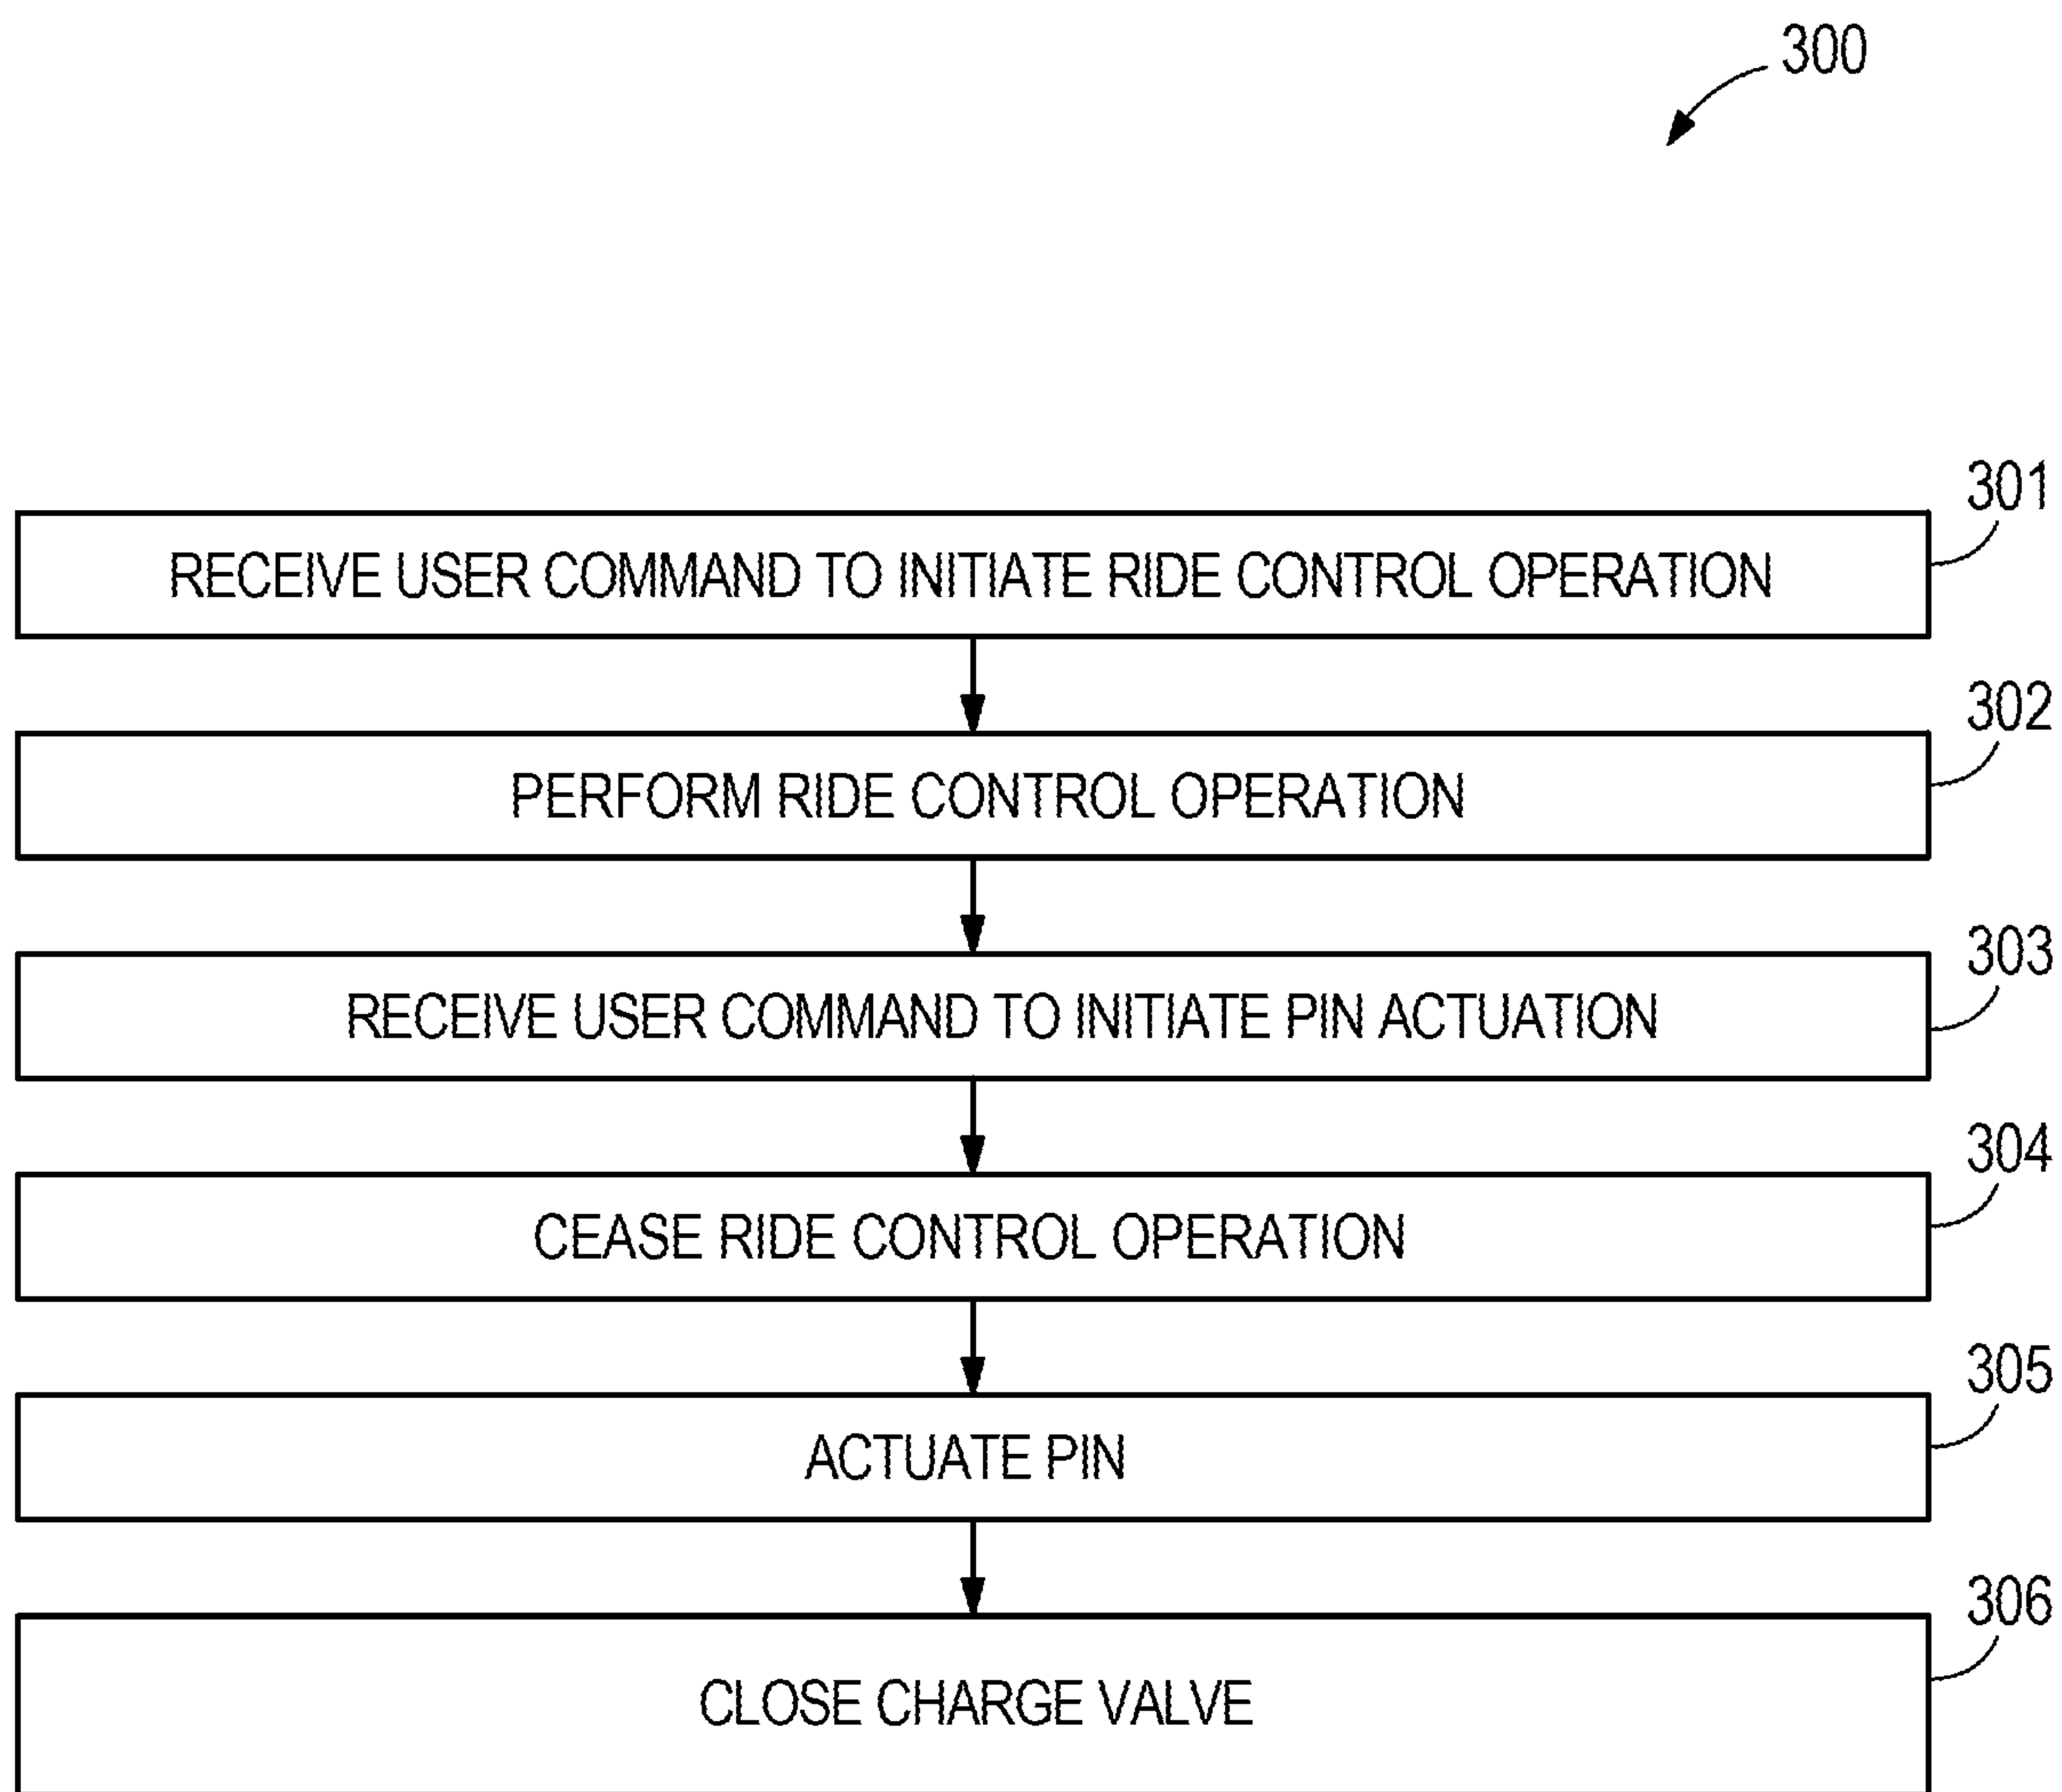 300
301
RECEIVE USER COMMAND TO INITIATE RIDE CONTROL OPERATION
302
PERFORM RIDE CONTROL OPERATION
303
RECEIVE USER COMMAND TO INITIATE PIN ACTUATION
304
CEASE RIDE CONTROL OPERATION
305
ACTUATE PIN
306
CLOSE CHARGE VALVE